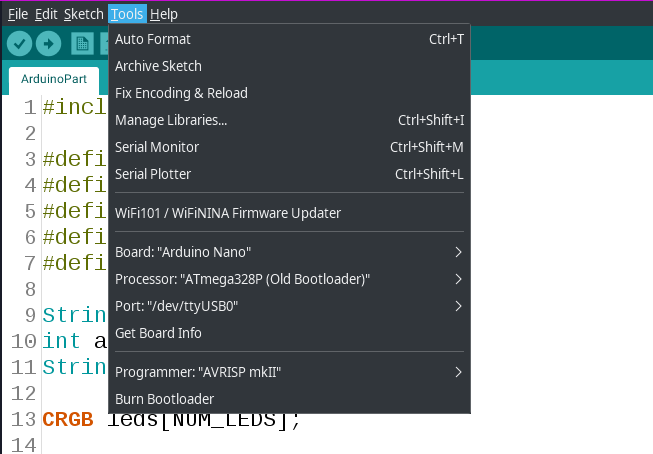 File Edit Sketch Tools Help
ArduinoPart
Auto Format Ctrl+T
Archive Sketch
Fix Encoding & Reload
Manage Libraries... Ctrl+Shift+I
Serial Monitor Ctrl+Shift+M
Serial Plotter Ctrl+Shift+L
WiFi101 / WiFiNINA Firmware Updater
Board: "Arduino Nano"
Processor: "ATmega328P (Old Bootloader)"
Port: "/dev/ttyUSB0"
Get Board Info
Programmer: "AVRISP mkII"
Burn Bootloader
1 #incl
2
3 #defi
4 #defi
5 #defi
6 #defi
7 #defi
8
9 Strin
10 int a
11 Strin
12
13 CRGB leds[NUM_LEDS];
14